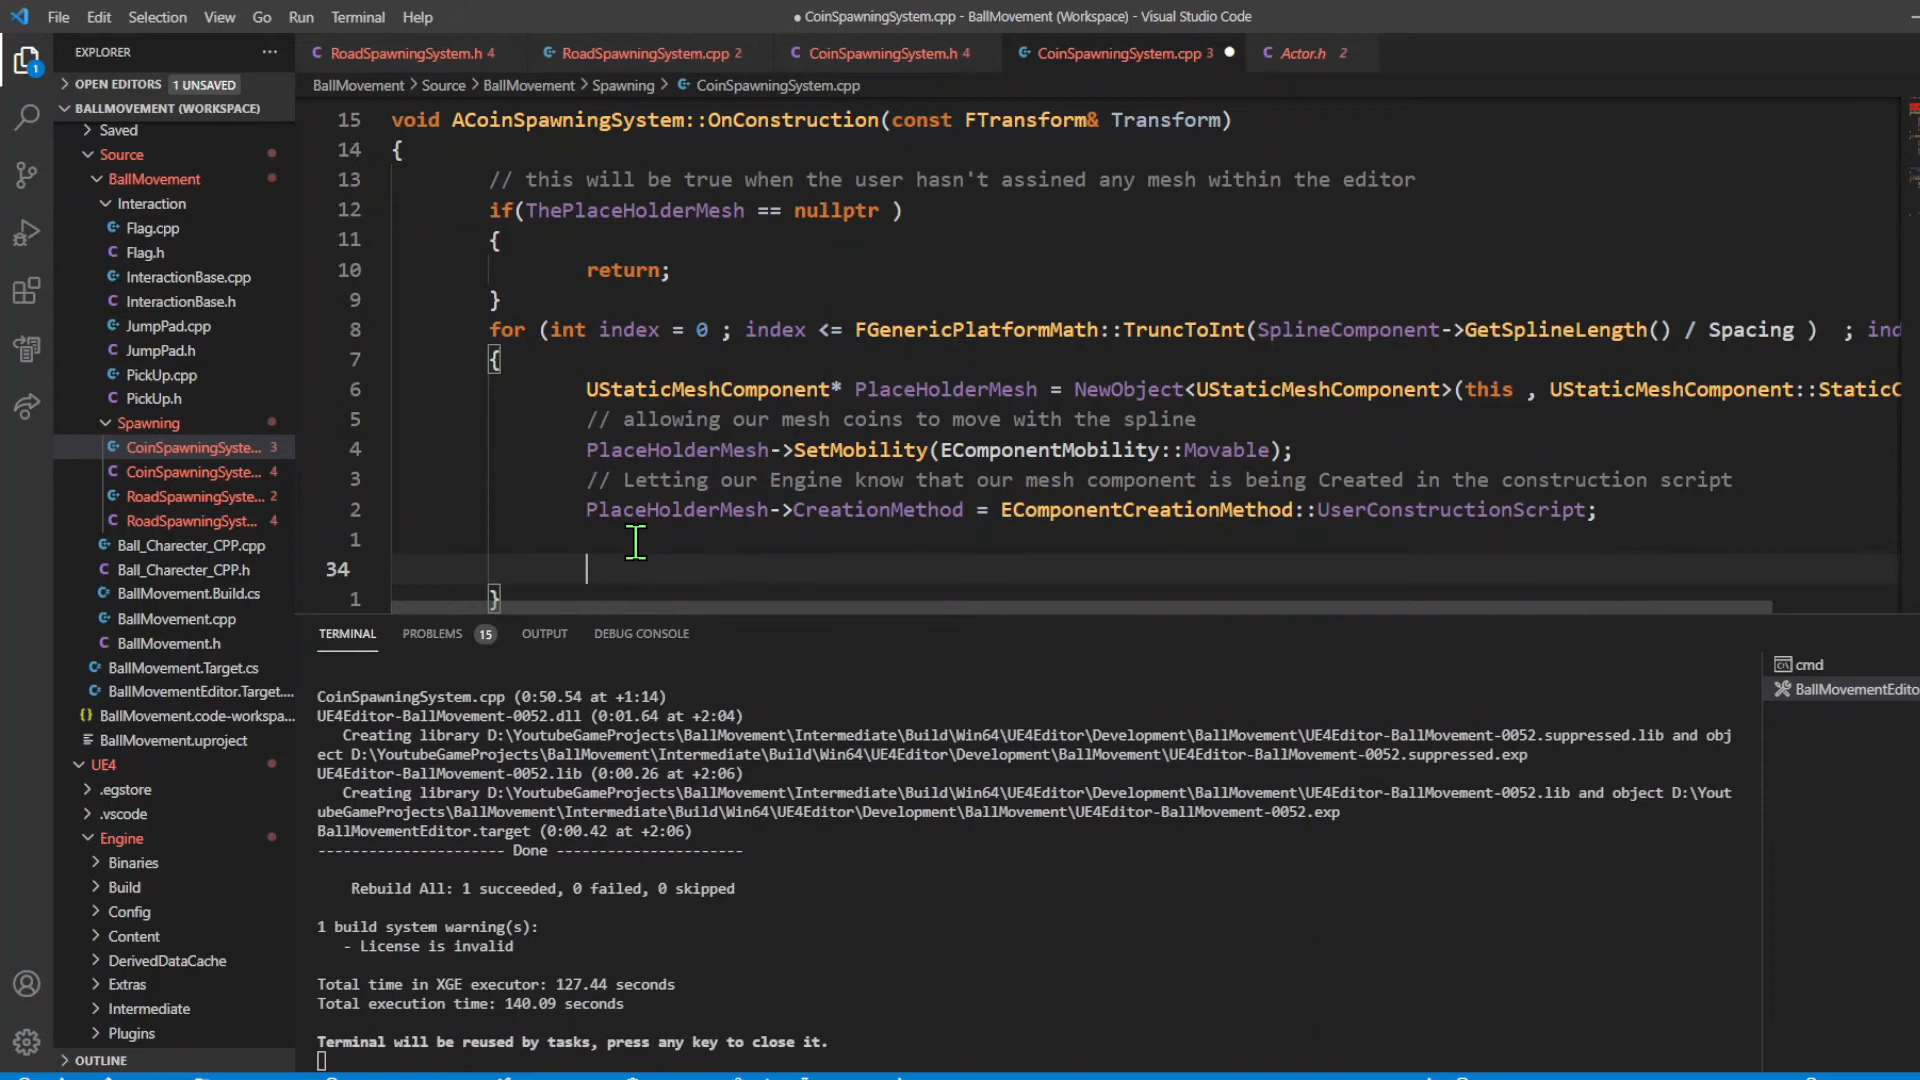 File Edit Selection View Go Run Terminal Help
● CoinSpawningSystem.cpp - BallMovement (Workspace) - Visual Studio Code
EXPLORER
RoadSpawningSystem.h 4
RoadSpawningSystem.cpp 2
CoinSpawningSystem.h 4
CoinSpawningSystem.cpp 3
Actor.h 2
OPEN EDITORS 1 UNSAVED
BallMovement > Source > BallMovement > Spawning > CoinSpawningSystem.cpp
BALLMOVEMENT (WORKSPACE)
Saved
Source
BallMovement
Interaction
Flag.cpp
Flag.h
InteractionBase.cpp
InteractionBase.h
JumpPad.cpp
JumpPad.h
PickUp.cpp
PickUp.h
Spawning
CoinSpawningSyste... 3
CoinSpawningSyste... 4
RoadSpawningSyste... 2
RoadSpawningSyst... 4
Ball_Charecter_CPP.cpp
Ball_Charecter_CPP.h
BallMovement.Build.cs
BallMovement.cpp
BallMovement.h
BallMovement.Target.cs
BallMovementEditor.Target....
BallMovement.code-workspa...
BallMovement.uproject
UE4
.egstore
.vscode
Engine
Binaries
Build
Config
Content
DerivedDataCache
Extras
Intermediate
Plugins
OUTLINE
15 void ACoinSpawningSystem::OnConstruction(const FTransform& Transform)
14 {
13 // this will be true when the user hasn't assined any mesh within the editor
12 if(ThePlaceHolderMesh == nullptr )
11 {
10 return;
9 }
8 for (int index = 0 ; index <= FGenericPlatformMath::TruncToInt(SplineComponent->GetSplineLength() / Spacing ) ; ind
7 {
6 UStaticMeshComponent* PlaceHolderMesh = NewObject<UStaticMeshComponent>(this , UStaticMeshComponent::StaticC
5 // allowing our mesh coins to move with the spline
4 PlaceHolderMesh->SetMobility(EComponentMobility::Movable);
3 // Letting our Engine know that our mesh component is being Created in the construction script
2 PlaceHolderMesh->CreationMethod = EComponentCreationMethod::UserConstructionScript;
1
34
1 }
TERMINAL PROBLEMS 15 OUTPUT DEBUG CONSOLE
cmd
BallMovementEdito
CoinSpawningSystem.cpp (0:50.54 at +1:14)
UE4Editor-BallMovement-0052.dll (0:01.64 at +2:04)
Creating library D:\YoutubeGameProjects\BallMovement\Intermediate\Build\Win64\UE4Editor\Development\BallMovement\UE4Editor-BallMovement-0052.suppressed.lib and obj
ect D:\YoutubeGameProjects\BallMovement\Intermediate\Build\Win64\UE4Editor\Development\BallMovement\UE4Editor-BallMovement-0052.suppressed.exp
UE4Editor-BallMovement-0052.lib (0:00.26 at +2:06)
Creating library D:\YoutubeGameProjects\BallMovement\Intermediate\Build\Win64\UE4Editor\Development\BallMovement\UE4Editor-BallMovement-0052.lib and object D:\Yout
ubeGameProjects\BallMovement\Intermediate\Build\Win64\UE4Editor\Development\BallMovement\UE4Editor-BallMovement-0052.exp
BallMovementEditor.target (0:00.42 at +2:06)
---------------------- Done ----------------------
Rebuild All: 1 succeeded, 0 failed, 0 skipped
1 build system warning(s):
- License is invalid
Total time in XGE executor: 127.44 seconds
Total execution time: 140.09 seconds
Terminal will be reused by tasks, press any key to close it.